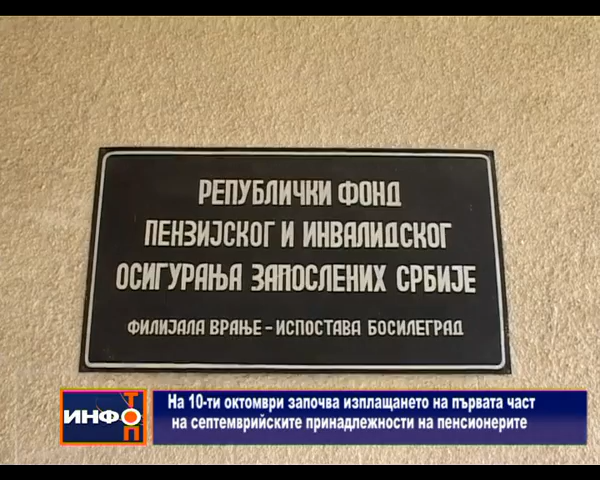 РЕПУБЛИЧКИ ФОНД
ПЕНЗИЈСКОГ И ИНВАЛИДСКОГ
ОСИГУРАЊА ЗАПОСЛЕНИХ СРБИЈЕ
ФИЛИЈАЛА ВРАЊЕ – ИСПОСТАВА БОСИЛЕГРАД
ИНФО
ТОП
На 10-ти октомври започва изплащането на първата част
на септемврийските принадлежности на пенсионерите